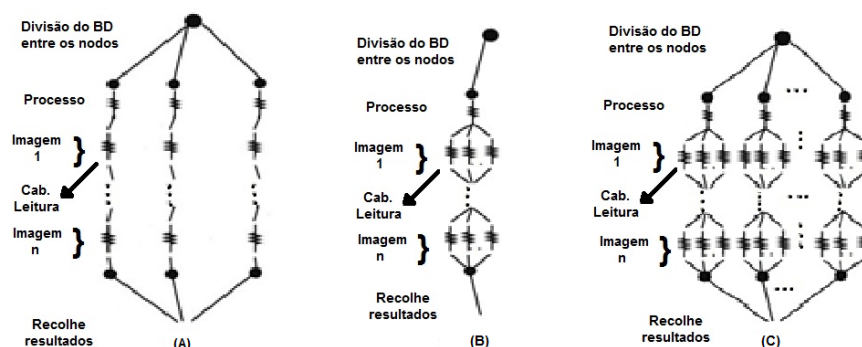 Divisão do BD
entre os nodos
Processo
Imagem
1
}
Cab.
Leitura
Imagem
n
}
Recolhe
resultados
(A)
Divisão do BD
entre os nodos
Processo
Imagem
1
}
Cab.
Leitura
Imagem
n
}
Recolhe
resultados
(B)
Divisão do BD
entre os nodos
Processo
Imagem
1
}
Cab.
Leitura
Imagem
n
}
Recolhe
resultados
(C)